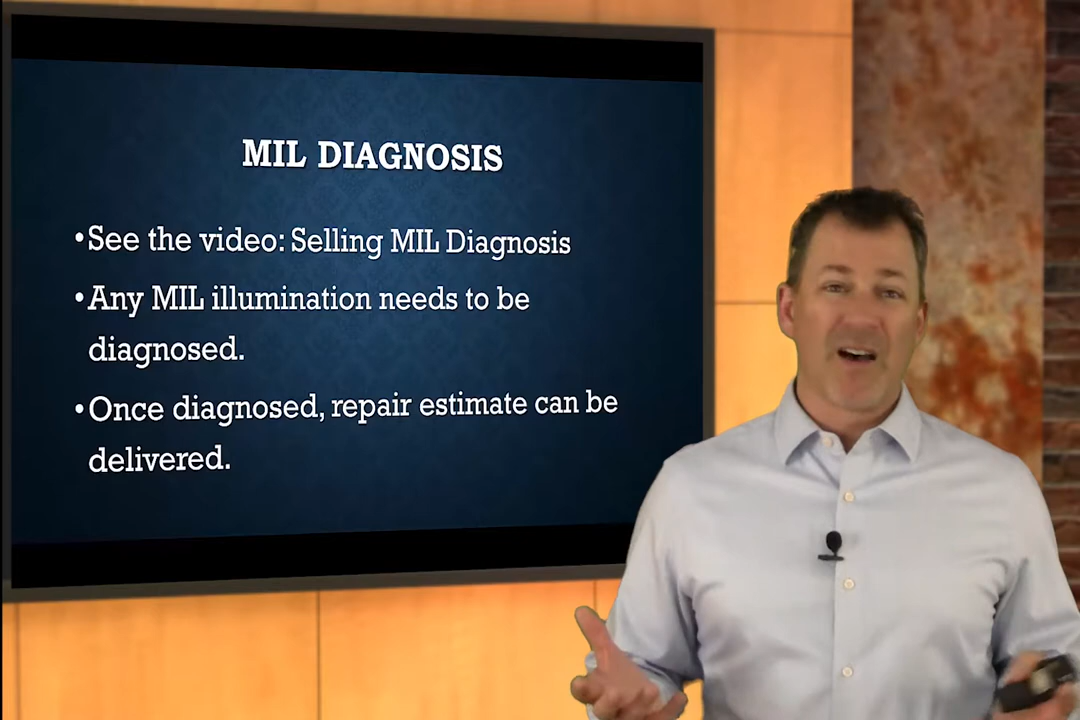 MIL DIAGNOSIS
•See the video: Selling MIL Diagnosis
•Any MIL illumination needs to be
diagnosed.
•Once diagnosed, repair estimate can be
delivered.